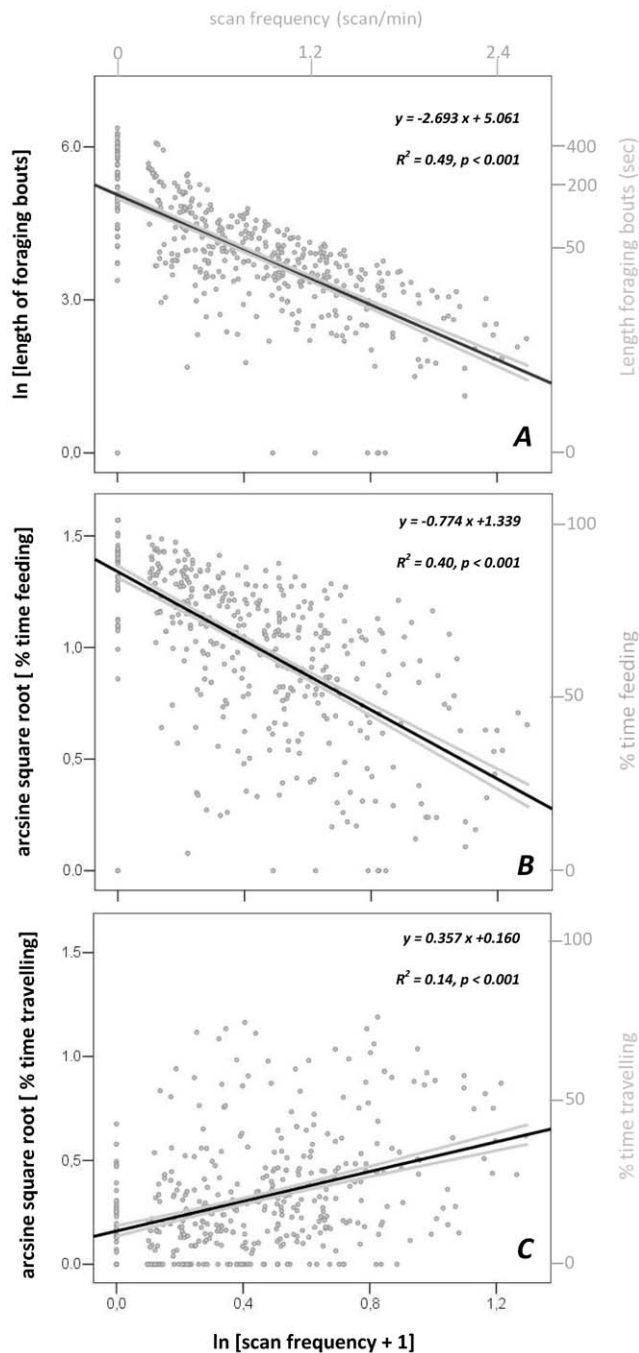 scan frequency (scan/min)
0 1.2 2.4
y = -2.693 x + 5.061
R² = 0.49, p < 0.001
ln [length of foraging bouts]
6.0
3.0
0,0
400
200
50
0
Length foraging bouts (sec)
A
y = -0.774 x +1.339
R² = 0.40, p < 0.001
arcsine square root [ % time feeding]
1.5
1.0
0.5
0.0
100
50
0
% time feeding
B
y = 0.357 x +0.160
R² = 0.14, p < 0.001
arcsine square root [ % time travelling]
1.5
1.0
0.5
0.0
100
50
0
% time travelling
C
0,0 0,4 0,8 1,2
ln [scan frequency + 1]